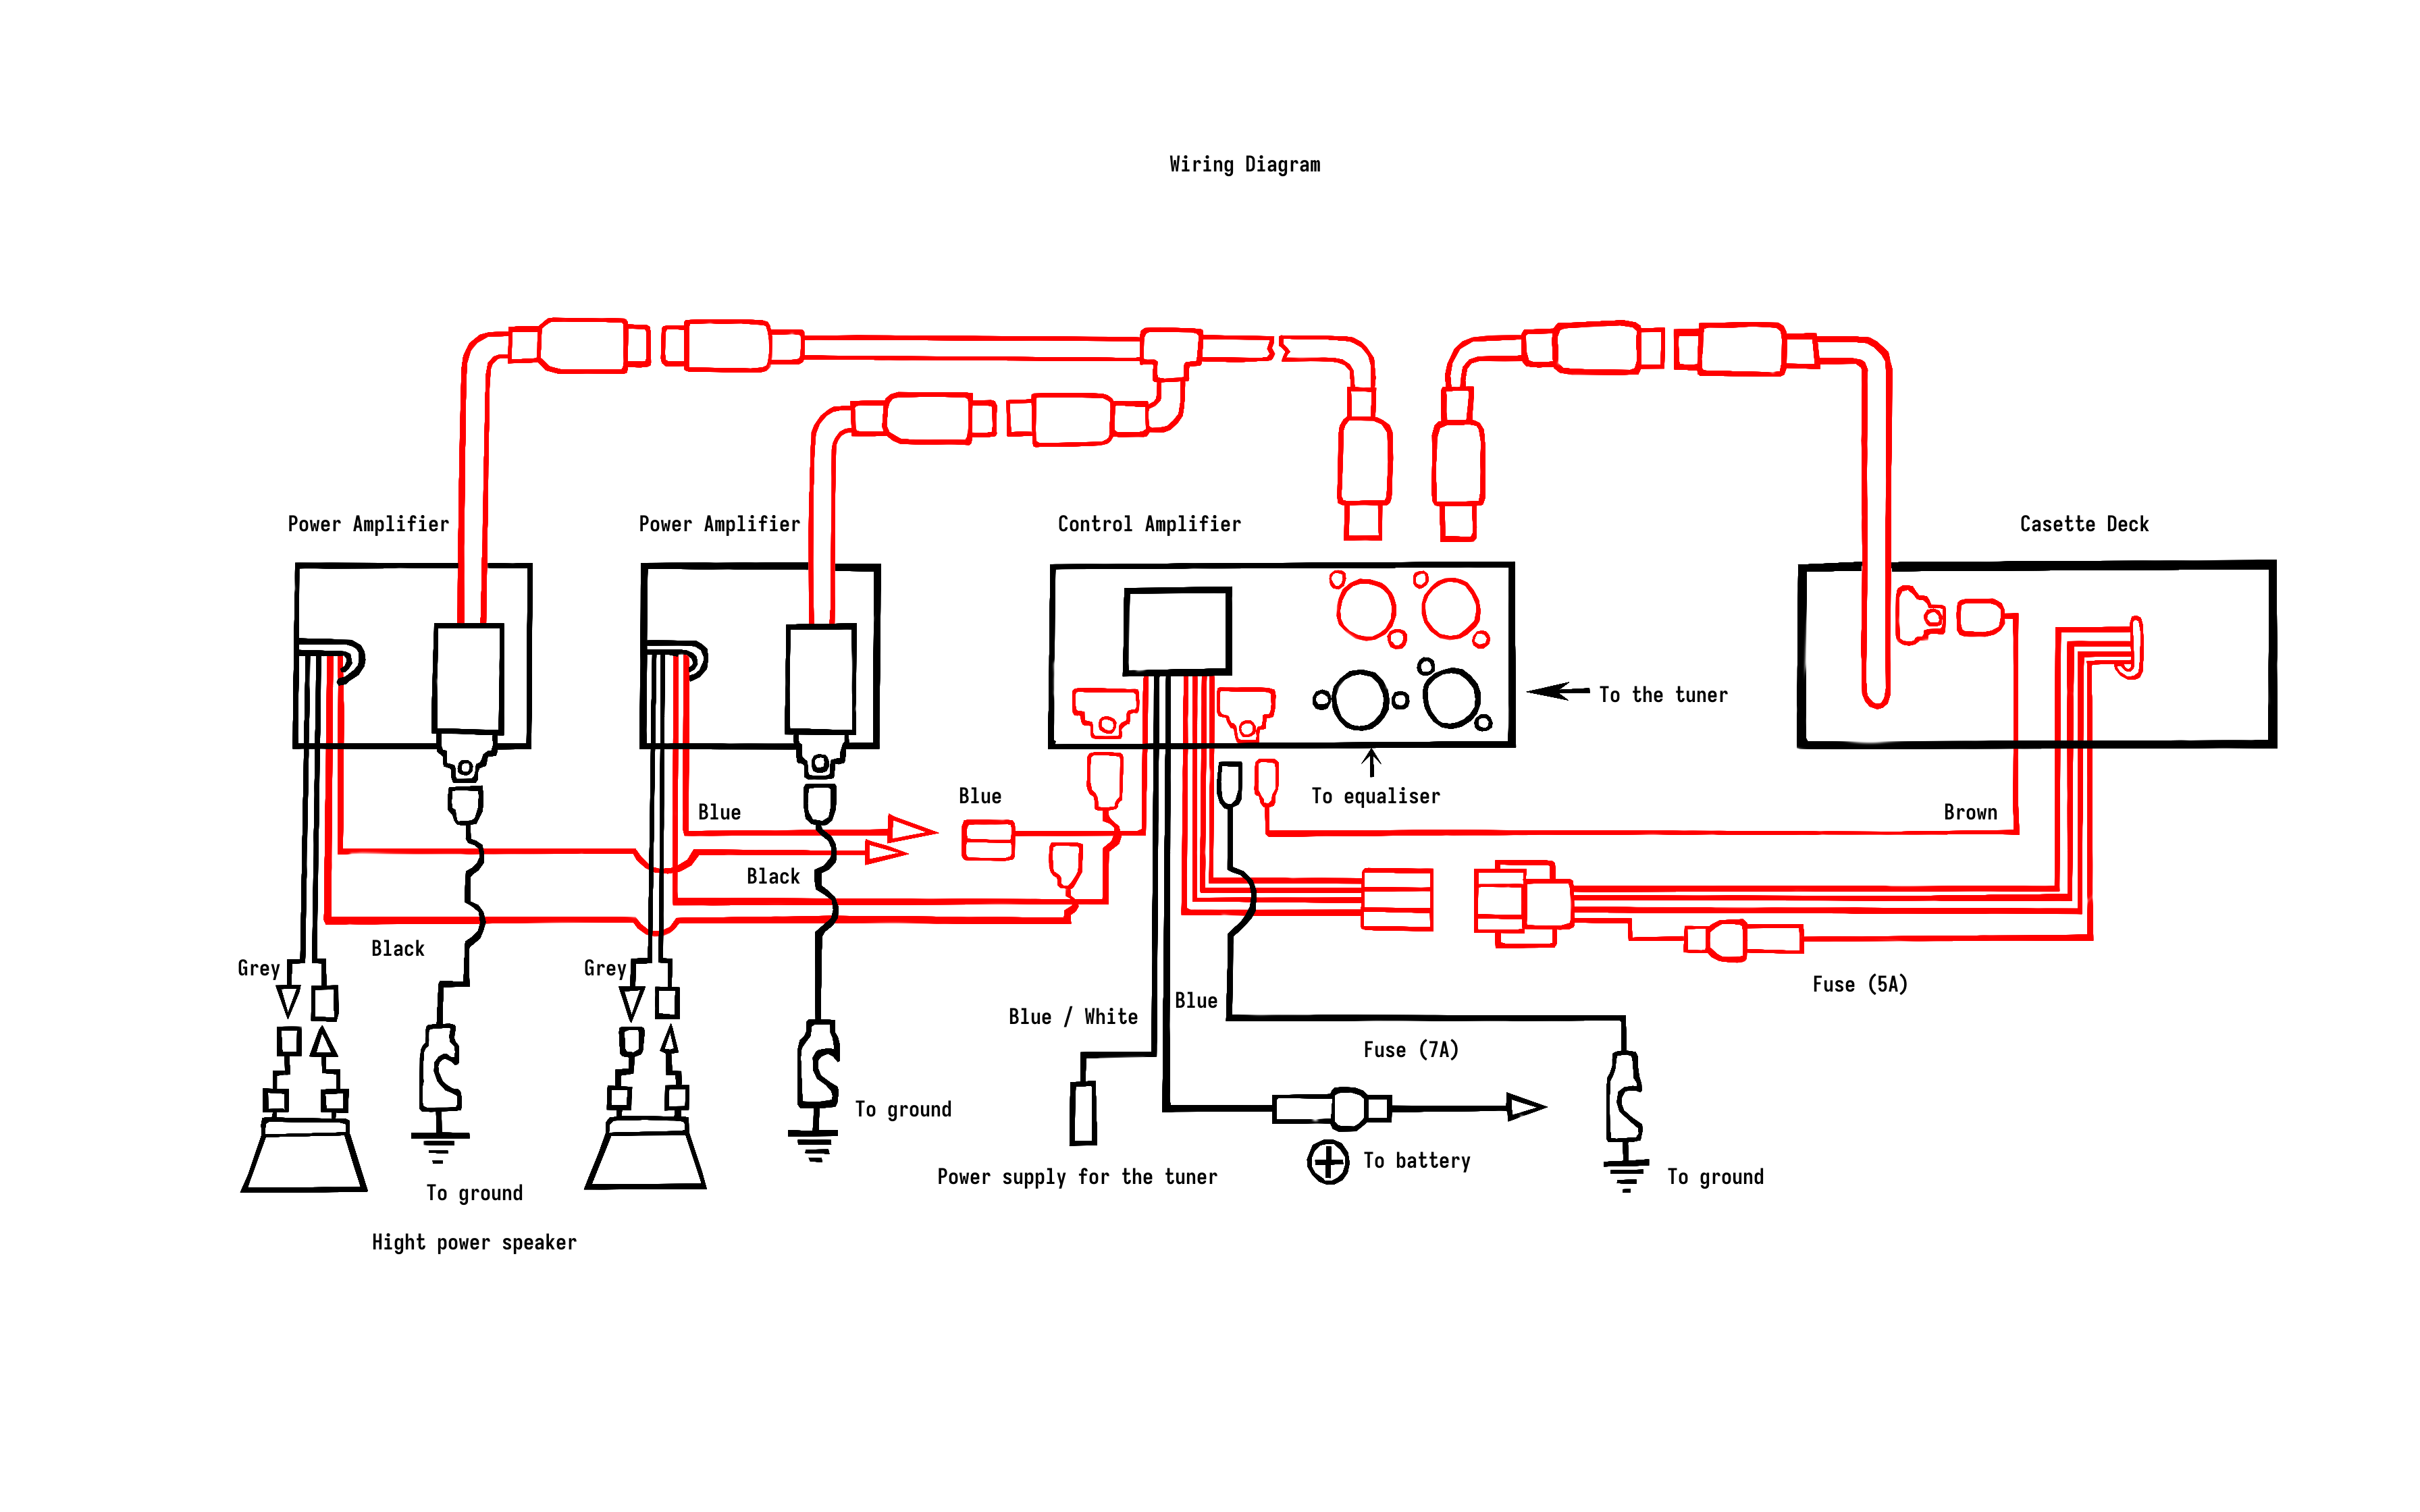 Wiring Diagram
Power Amplifier
Power Amplifier
Control Amplifier
Casette Deck
To the tuner
Blue
Blue
To equaliser
Brown
Black
Black
Grey
Grey
Fuse (5A)
Blue / White
Blue
Fuse (7A)
To ground
To battery
Power supply for the tuner
To ground
To ground
Hight power speaker